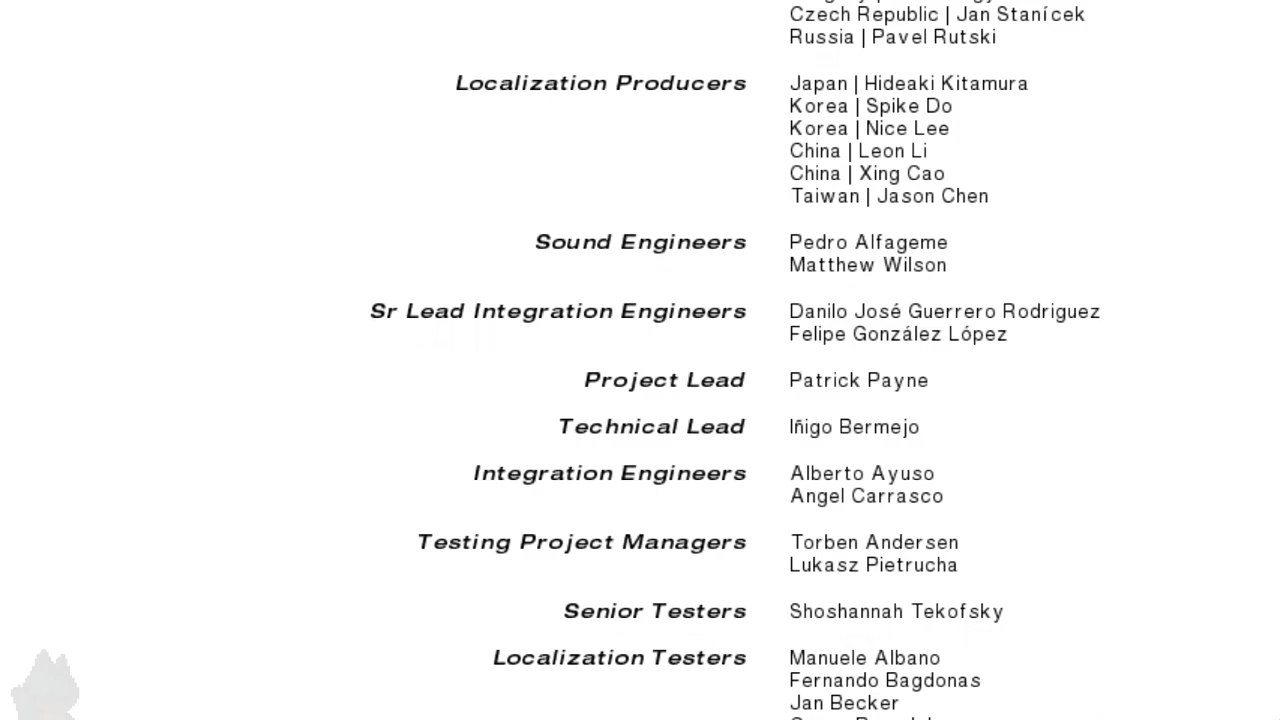 Czech Republic | Jan Stanícek
Russia | Pavel Rutski
Localization Producers Japan | Hideaki Kitamura
Korea | Spike Do
Korea | Nice Lee
China | Leon Li
China | Xing Cao
Taiwan | Jason Chen
Sound Engineers Pedro Alfageme
Matthew Wilson
Sr Lead Integration Engineers Danilo José Guerrero Rodriguez
Felipe González López
Project Lead Patrick Payne
Technical Lead Iñigo Bermejo
Integration Engineers Alberto Ayuso
Angel Carrasco
Testing Project Managers Torben Andersen
Lukasz Pietrucha
Senior Testers Shoshannah Tekofsky
Localization Testers Manuele Albano
Fernando Bagdonas
Jan Becker